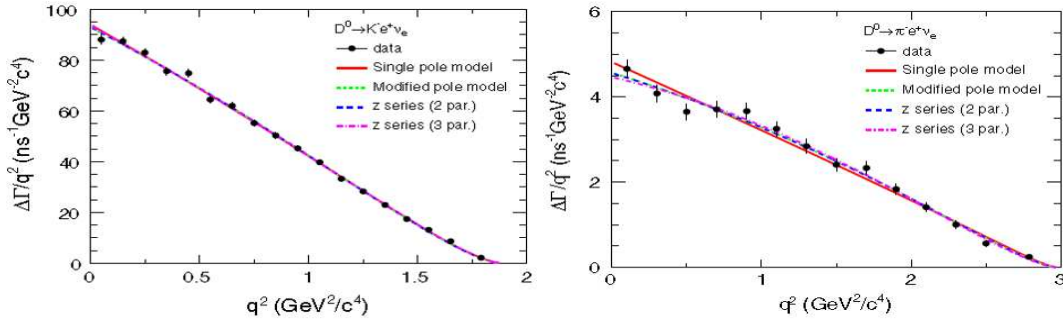 D⁰→K⁻e⁺νₑ
data
Single pole model
Modified pole model
z series (2 par.)
z series (3 par.)
ΔΓ/q² (ns⁻¹GeV⁻²c⁴)
100
80
60
40
20
0
0 0.5 1 1.5 2
q² (GeV²/c⁴)
D⁰→π⁻e⁺νₑ
data
Single pole model
Modified pole model
z series (2 par.)
z series (3 par.)
ΔΓ/q² (ns⁻¹GeV⁻²c⁴)
6
4
2
0
0 1 2 3
q² (GeV²/c⁴)